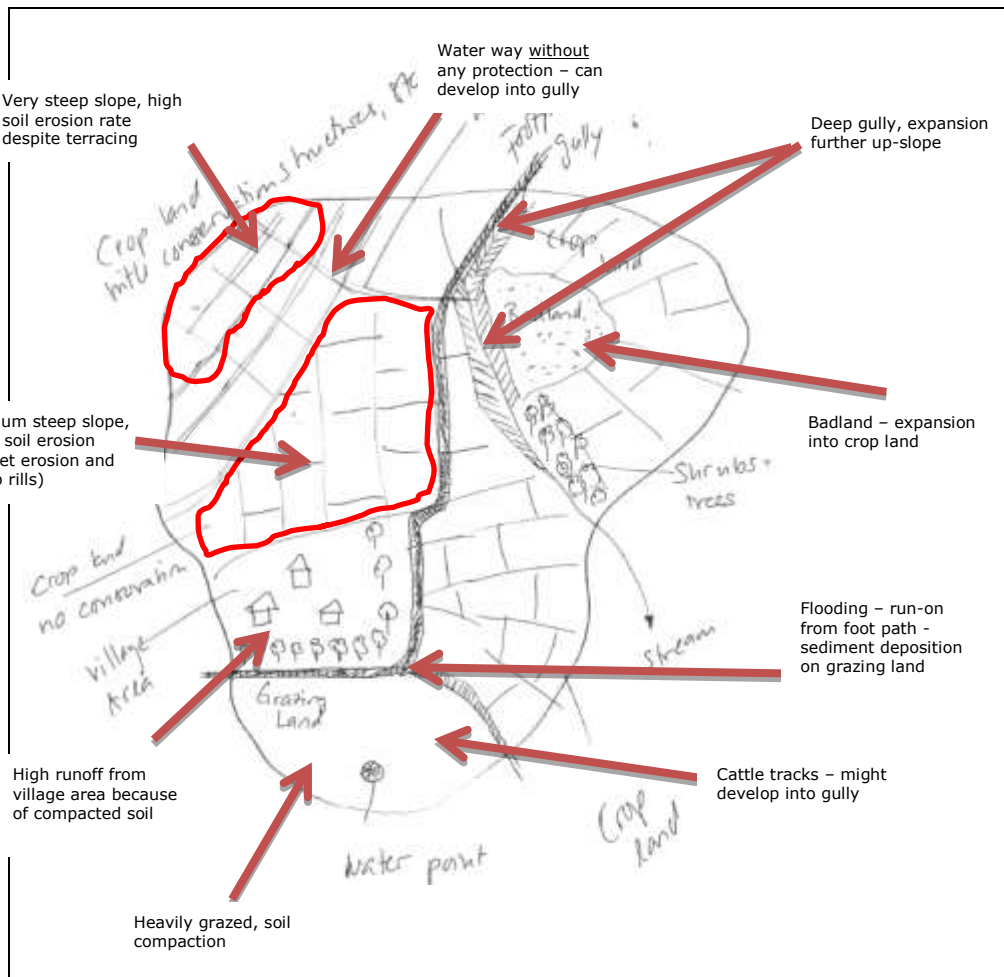 Water way without
any protection – can
develop into gully
Very steep slope, high
soil erosion rate
despite terracing
Deep gully, expansion
further up-slope
Crop land
conservation structures, etc
gully
crop
land
Badland – expansion
into crop land
um steep slope,
soil erosion
et erosion and
rills)
Shrubs +
trees
Crop land
no conservation
village
area
Flooding – run-on
from foot path -
sediment deposition
on grazing land
Stream
Grazing
Land
High runoff from
village area because
of compacted soil
Cattle tracks – might
develop into gully
Crop
land
Water point
Heavily grazed, soil
compaction